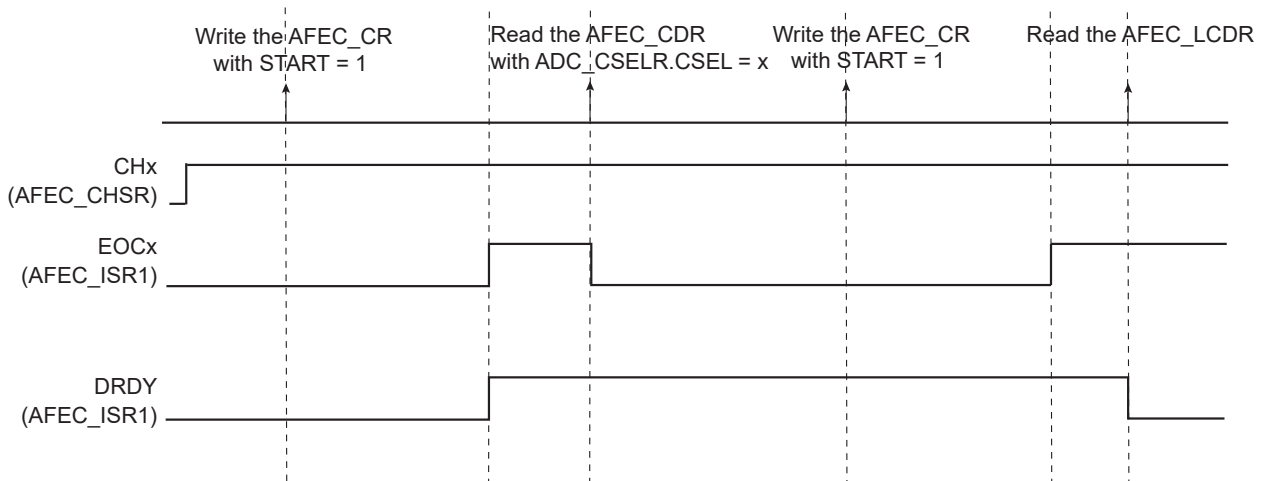 Write the AFEC_CR
with START = 1
Read the AFEC_CDR
with ADC_CSELR.CSEL = x
Write the AFEC_CR
with START = 1
Read the AFEC_LCDR
CHx
(AFEC_CHSR)
EOCx
(AFEC_ISR1)
DRDY
(AFEC_ISR1)